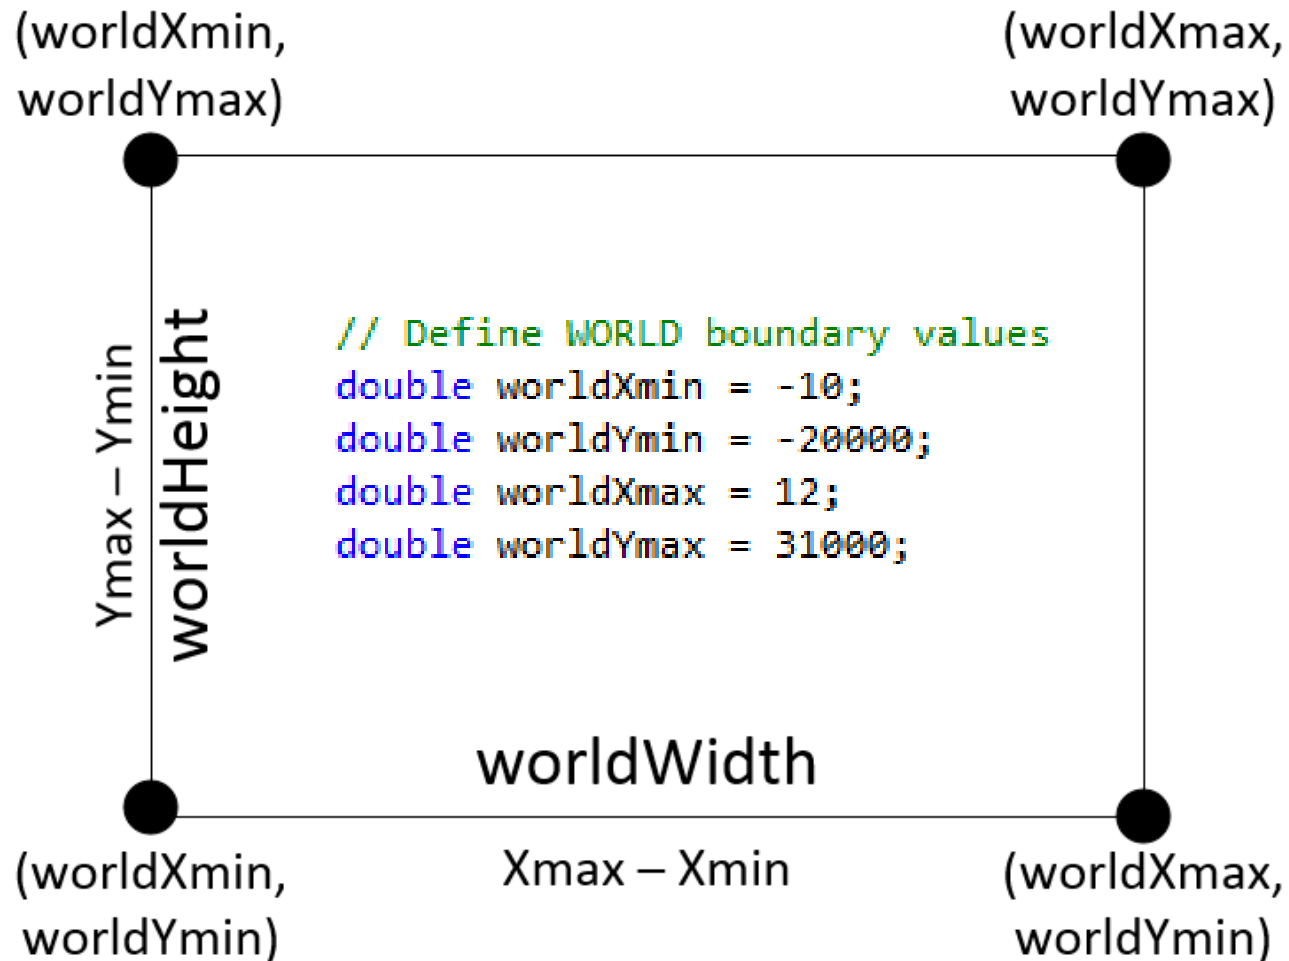 (worldXmin,
worldYmax)
(worldXmax,
worldYmax)
Ymax – Ymin
worldHeight
// Define WORLD boundary values
double worldXmin = -10;
double worldYmin = -20000;
double worldXmax = 12;
double worldYmax = 31000;
worldWidth
Xmax – Xmin
(worldXmin,
worldYmin)
(worldXmax,
worldYmin)